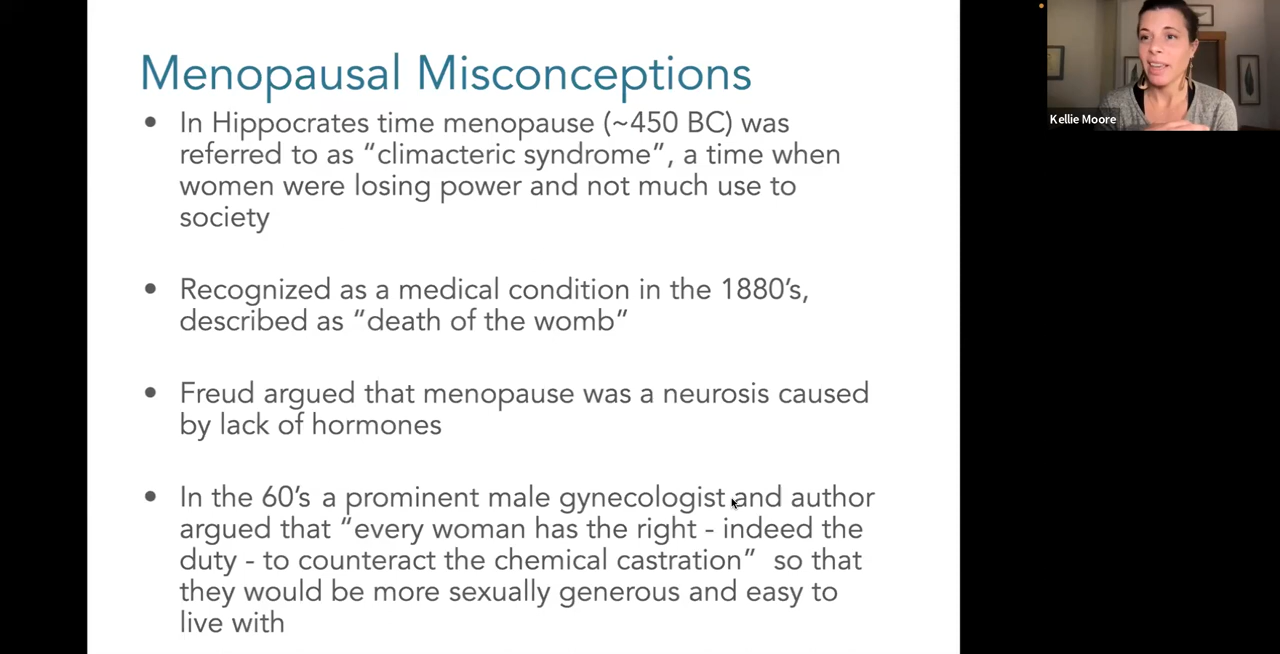 Menopausal Misconceptions
• In Hippocrates time menopause (~450 BC) was
referred to as “climacteric syndrome”, a time when
women were losing power and not much use to
society
• Recognized as a medical condition in the 1880’s,
described as “death of the womb”
• Freud argued that menopause was a neurosis caused
by lack of hormones
• In the 60’s a prominent male gynecologist and author
argued that “every woman has the right - indeed the
duty - to counteract the chemical castration” so that
they would be more sexually generous and easy to
live with
Kellie Moore